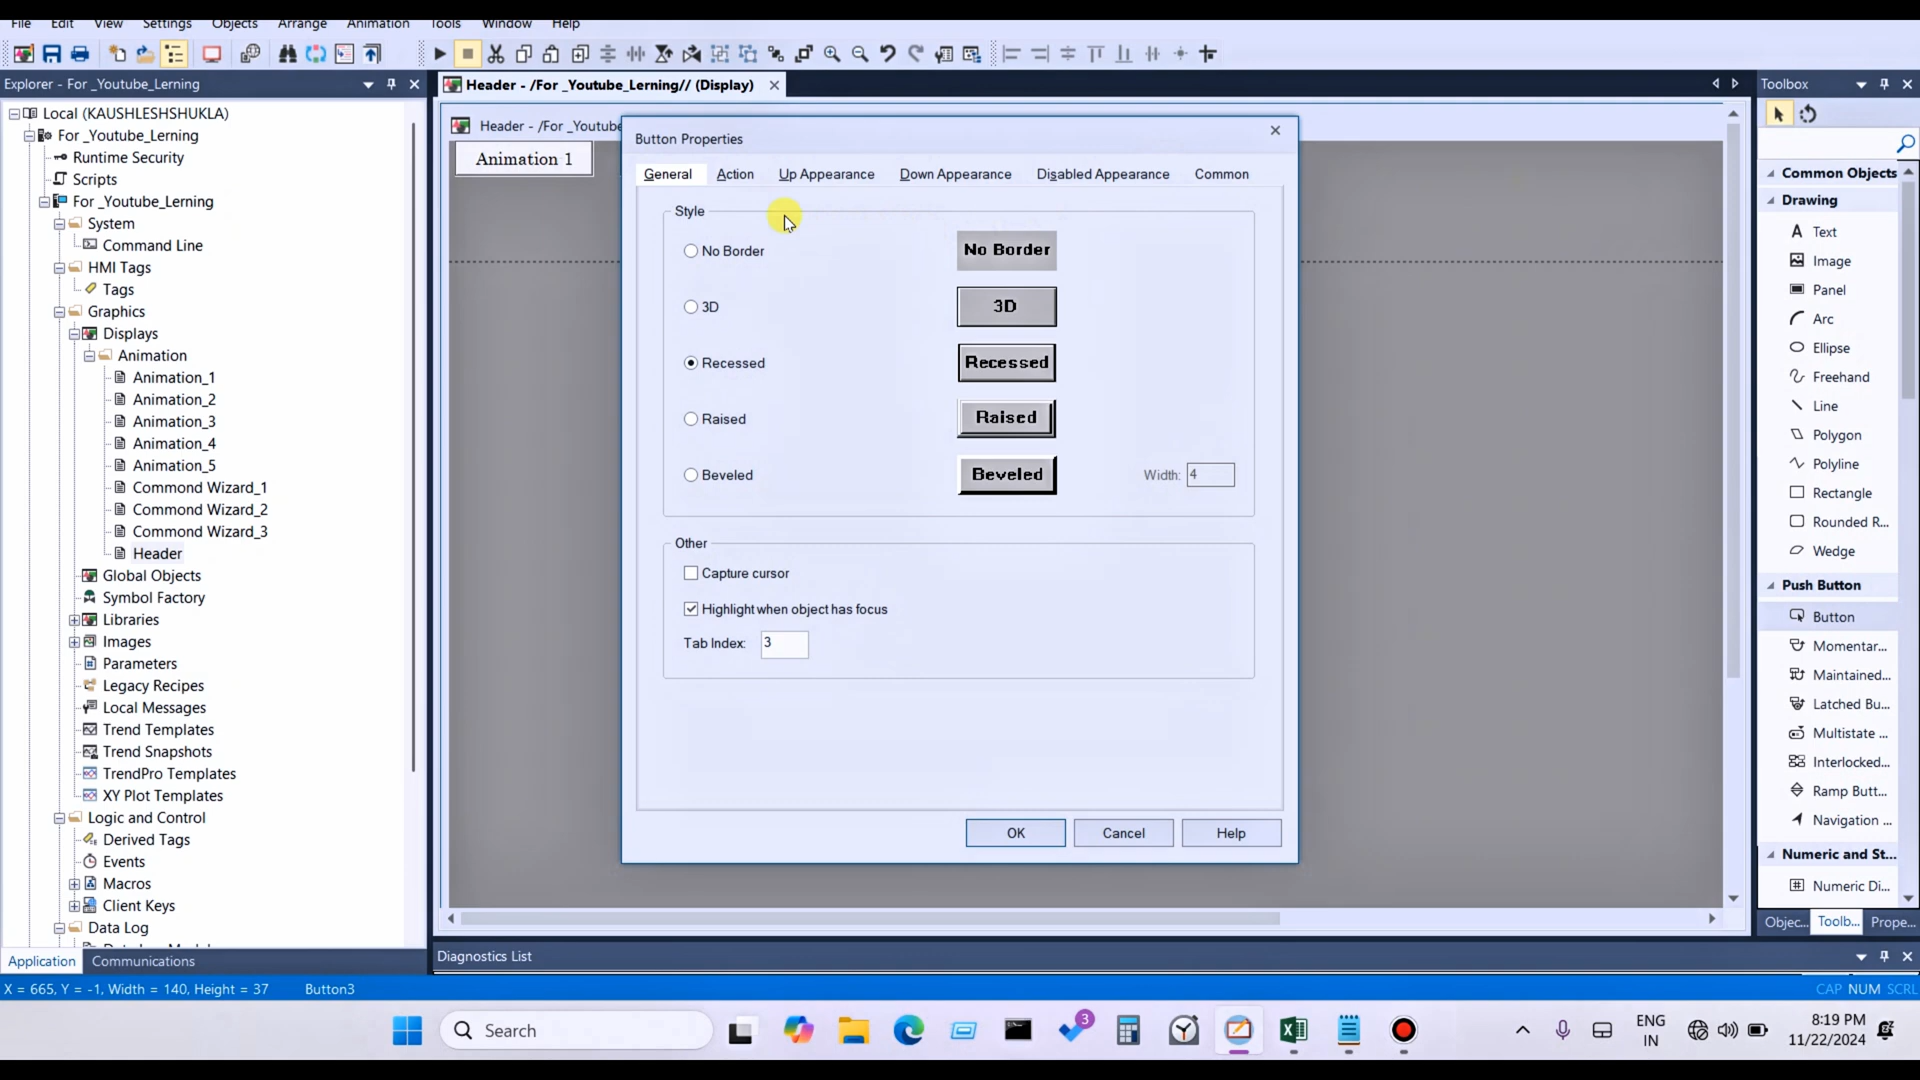 File Edit View Settings Objects Arrange Animation Tools Window Help
Explorer - For _Youtube_Lerning
Local (KAUSHLESHSHUKLA)
For _Youtube_Lerning
Runtime Security
Scripts
For _Youtube_Lerning
System
Command Line
HMI Tags
Tags
Graphics
Displays
Animation
Animation_1
Animation_2
Animation_3
Animation_4
Animation_5
Commond Wizard_1
Commond Wizard_2
Commond Wizard_3
Header
Global Objects
Symbol Factory
Libraries
Images
Parameters
Legacy Recipes
Local Messages
Trend Templates
Trend Snapshots
TrendPro Templates
XY Plot Templates
Logic and Control
Derived Tags
Events
Macros
Client Keys
Data Log
Application Communications
Header - /For _Youtube_Lerning// (Display)
Header - /For _Youtube
Animation 1
Button Properties
General Action Up Appearance Down Appearance Disabled Appearance Common
Style
No Border No Border
3D 3D
Recessed Recessed
Raised Raised
Beveled Beveled Width: 4
Other
Capture cursor
Highlight when object has focus
Tab Index: 3
OK Cancel Help
Diagnostics List
Toolbox
Common Objects
Drawing
Text
Image
Panel
Arc
Ellipse
Freehand
Line
Polygon
Polyline
Rectangle
Rounded R...
Wedge
Push Button
Button
Momentar...
Maintained...
Latched Bu...
Multistate ...
Interlocked...
Ramp Butt...
Navigation ...
Numeric and St...
Numeric Di...
Objec... Toolb... Prope...
X = 665, Y = -1, Width = 140, Height = 37 Button3
CAP NUM SCRL
Search
3
ENG
IN
8:19 PM
11/22/2024